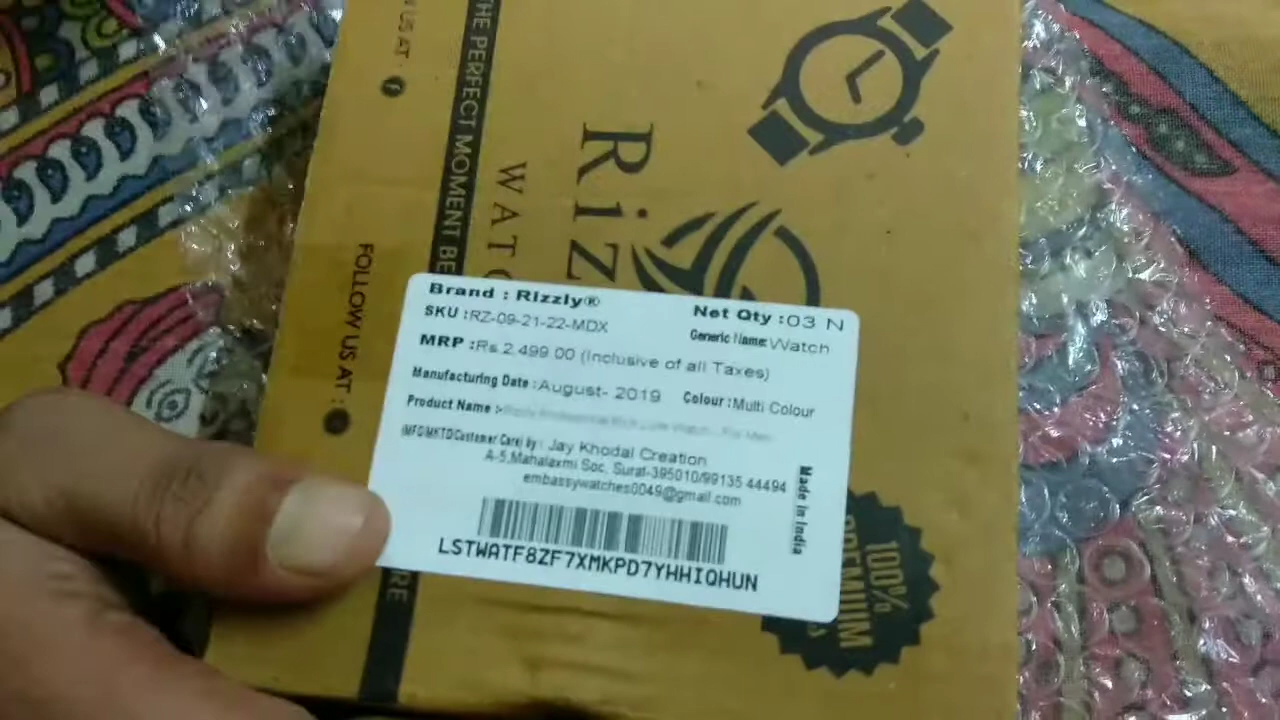 Brand : Rizzly®
Net Qty : 03 N
SKU : RZ-09-21-22-MDX
Generic Name: Watch
MRP : Rs.2,499.00 (Inclusive of all Taxes)
Manufacturing Date : August- 2019
Colour : Multi Colour
Product Name :-
(MFG/MKTD/Customer Care) by : Jay Khodal Creation
A-5,Mahalaxmi Soc, Surat-395010/99135 44494
embassywatches0049@gmail.com
LSTWATF8ZF7XMKPD7YHHIQHUN
Made in India
Riz
WATC
THE PERFECT MOMENT BE
RE
US AT :
FOLLOW US AT :
100%